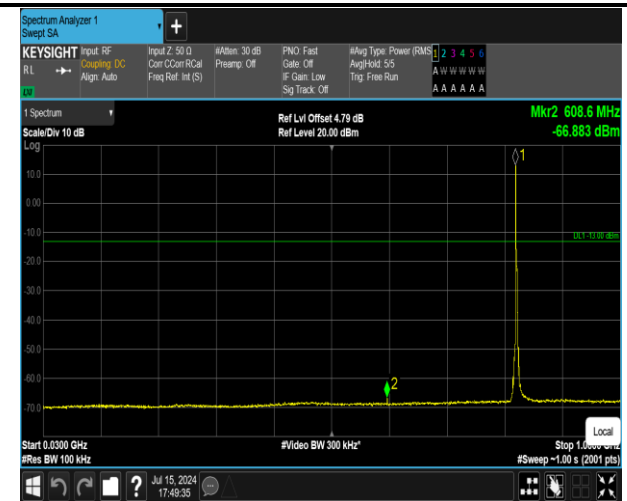 Spectrum Analyzer 1
Swept SA
+
KEYSIGHT
RL
LV
Input: RF
Coupling: DC
Align: Auto
Input Z: 50 Ω
Corr CCorr RCal
Freq Ref: Int (S)
#Atten: 30 dB
Preamp: Off
PNO: Fast
Gate: Off
IF Gain: Low
Sig Track: Off
#Avg Type: Power (RMS
Avg|Hold: 5/5
Trig: Free Run
1 2 3 4 5 6
A W W W W W
A A A A A A
1 Spectrum
Scale/Div 10 dB
Ref Lvl Offset 4.79 dB
Ref Level 20.00 dBm
Mkr2 608.6 MHz
-66.883 dBm
Log
1
10.0
0.00
-10.0
DL1 -13.00 dBm
-20.0
-30.0
-40.0
-50.0
-60.0
2
-70.0
Local
Start 0.0300 GHz
#Video BW 300 kHz*
Stop
#Res BW 100 kHz
#Sweep ~1.00 s (2001 pts)
?
Jul 15, 2024
17:49:35